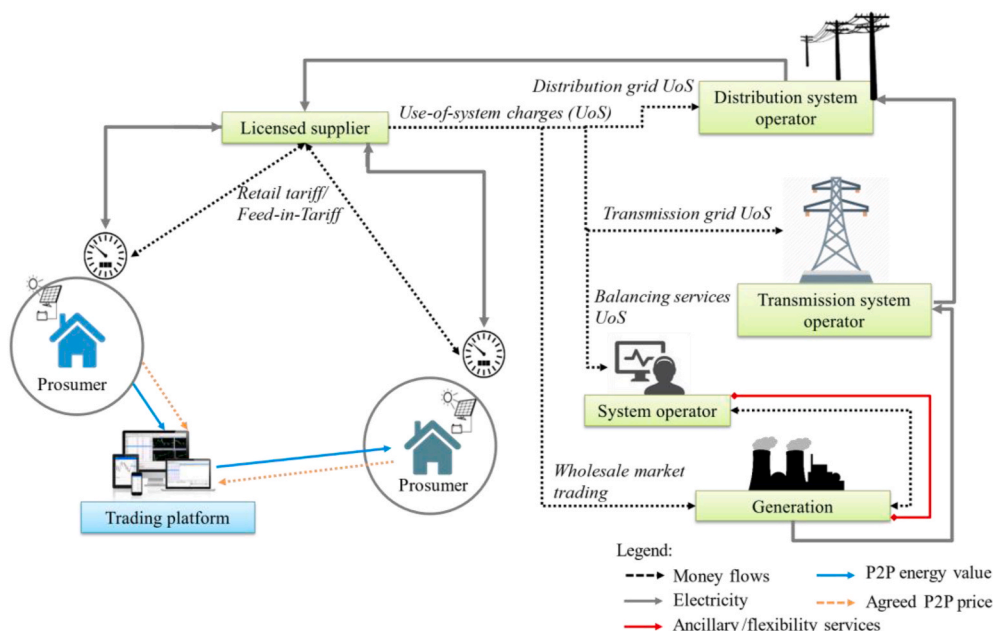 Distribution grid UoS
Distribution system
operator
Licensed supplier
Use-of-system charges (UoS)
Retail tariff/
Feed-in-Tariff
Transmission grid UoS
Balancing services
UoS
Transmission system
operator
Prosumer
System operator
Prosumer
Wholesale market
trading
Trading platform
Generation
Legend:
Money flows
P2P energy value
Electricity
Agreed P2P price
Ancillary/flexibility services